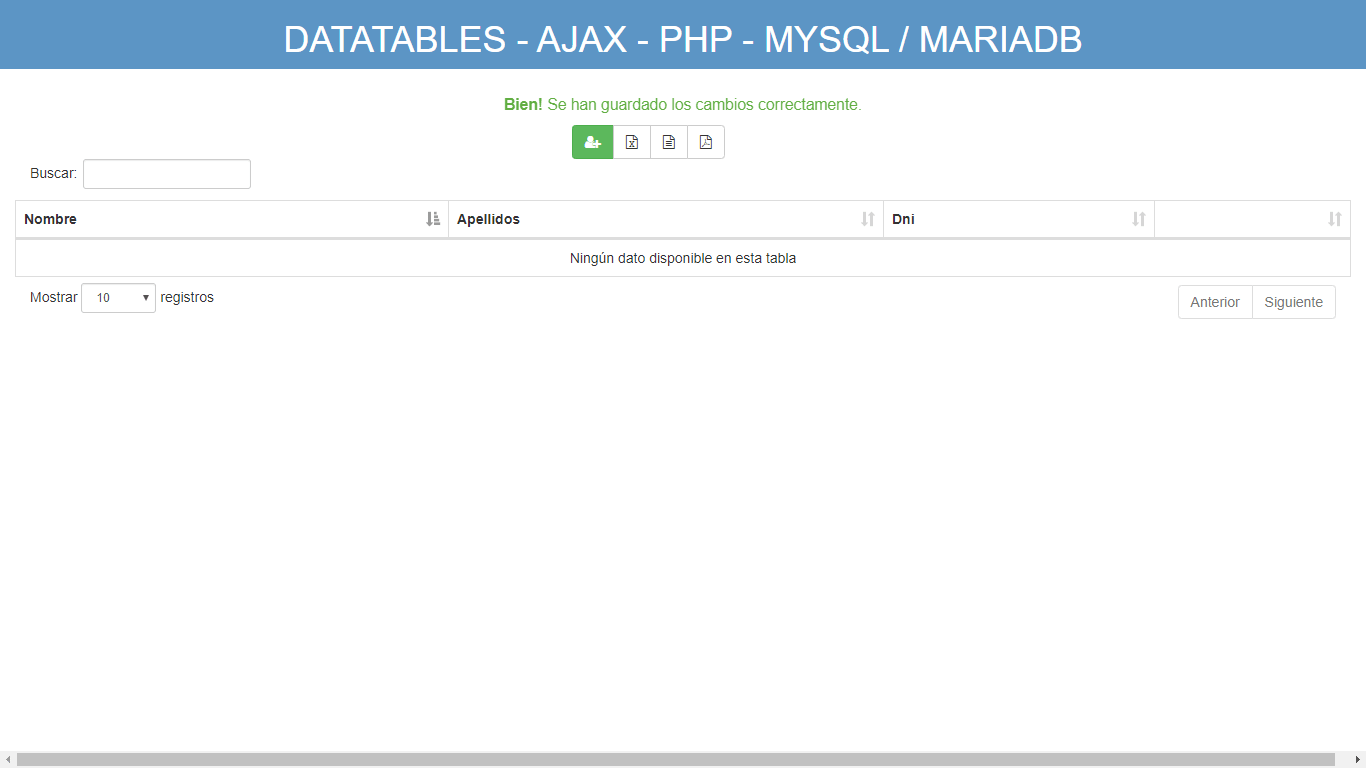 DATATABLES - AJAX - PHP - MYSQL / MARIADB
Bien! Se han guardado los cambios correctamente.
Buscar:
Nombre Apellidos Dni
Ningún dato disponible en esta tabla
Mostrar 10 registros Anterior Siguiente